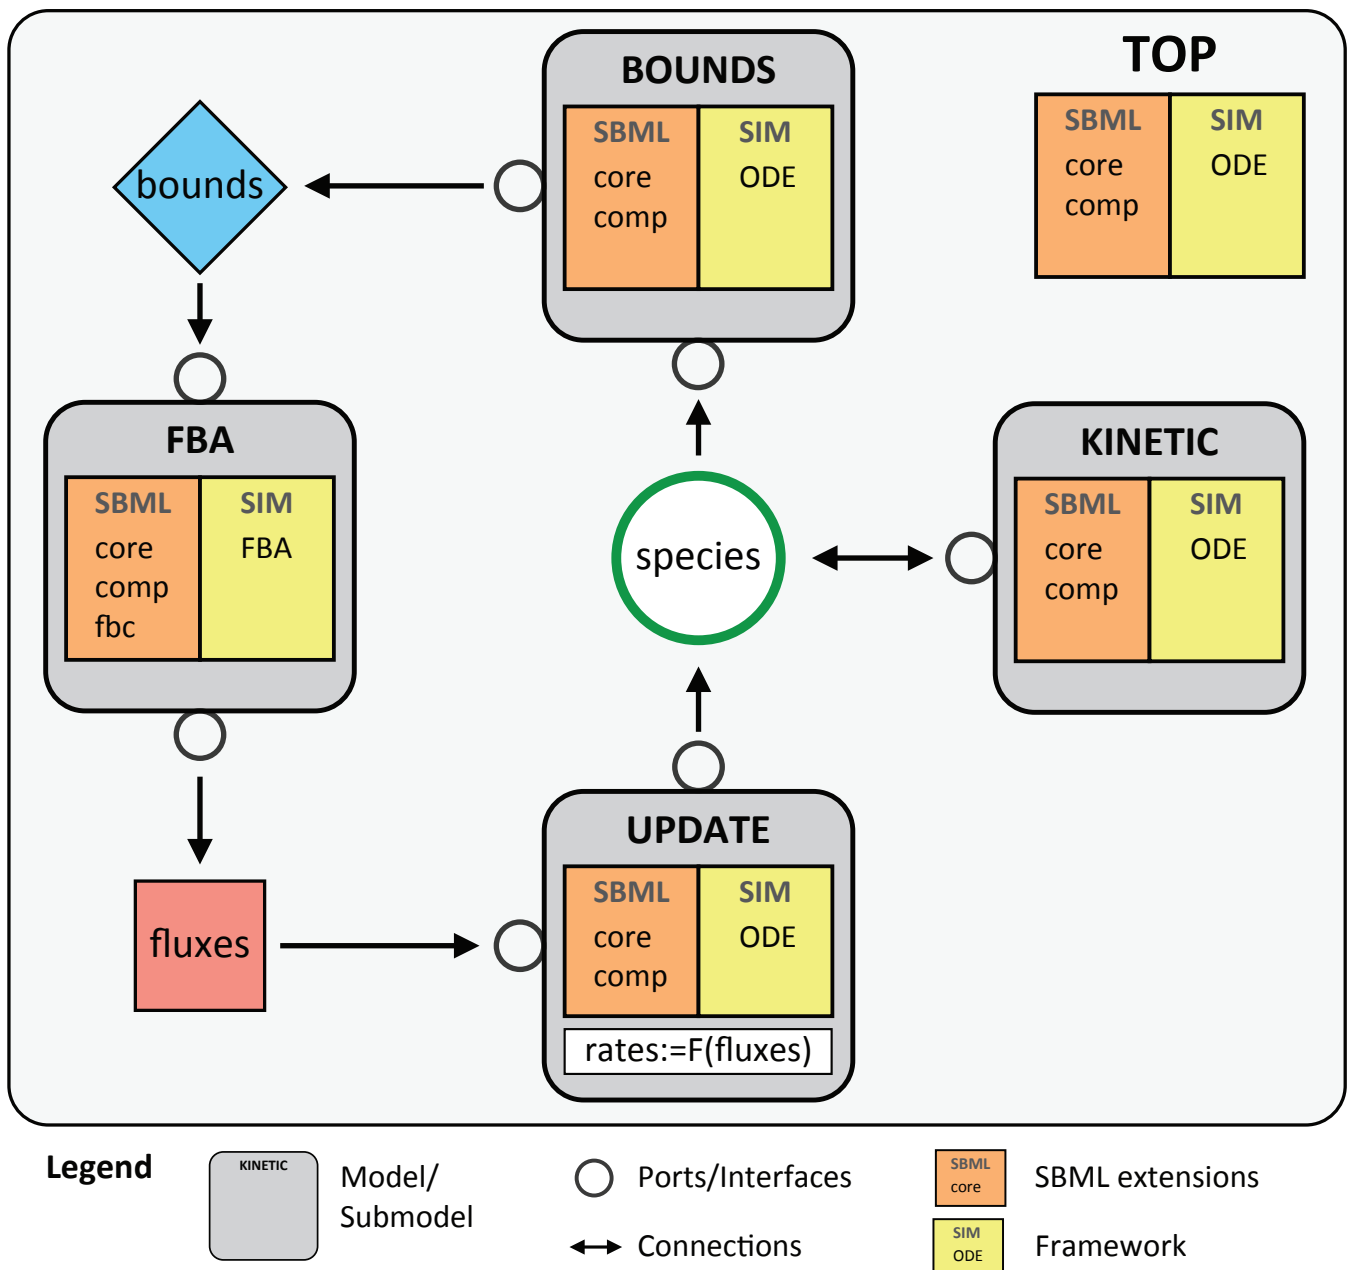 TOP
SBML
core
comp
SIM
ODE
BOUNDS
SBML
core
comp
SIM
ODE
bounds
FBA
SBML
core
comp
fbc
SIM
FBA
species
KINETIC
SBML
core
comp
SIM
ODE
fluxes
UPDATE
SBML
core
comp
SIM
ODE
rates:=F(fluxes)
Legend
KINETIC
Model/
Submodel
Ports/Interfaces
Connections
SBML
core
SBML extensions
SIM
ODE
Framework